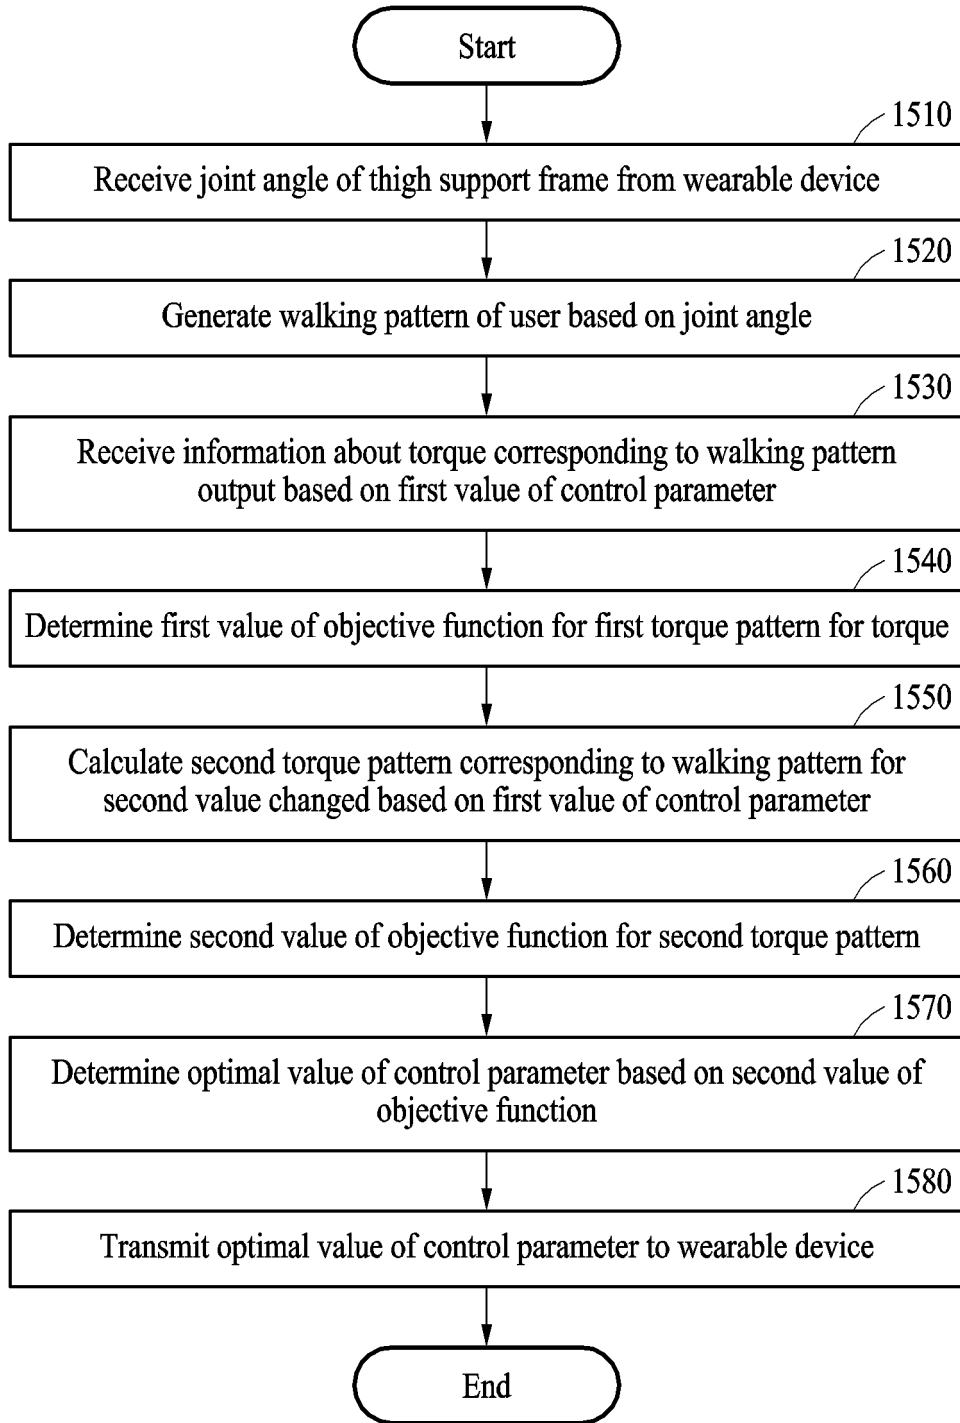 Start
1510
Receive joint angle of thigh support frame from wearable device
1520
Generate walking pattern of user based on joint angle
1530
Receive information about torque corresponding to walking pattern
output based on first value of control parameter
1540
Determine first value of objective function for first torque pattern for torque
1550
Calculate second torque pattern corresponding to walking pattern for
second value changed based on first value of control parameter
1560
Determine second value of objective function for second torque pattern
1570
Determine optimal value of control parameter based on second value of
objective function
1580
Transmit optimal value of control parameter to wearable device
End